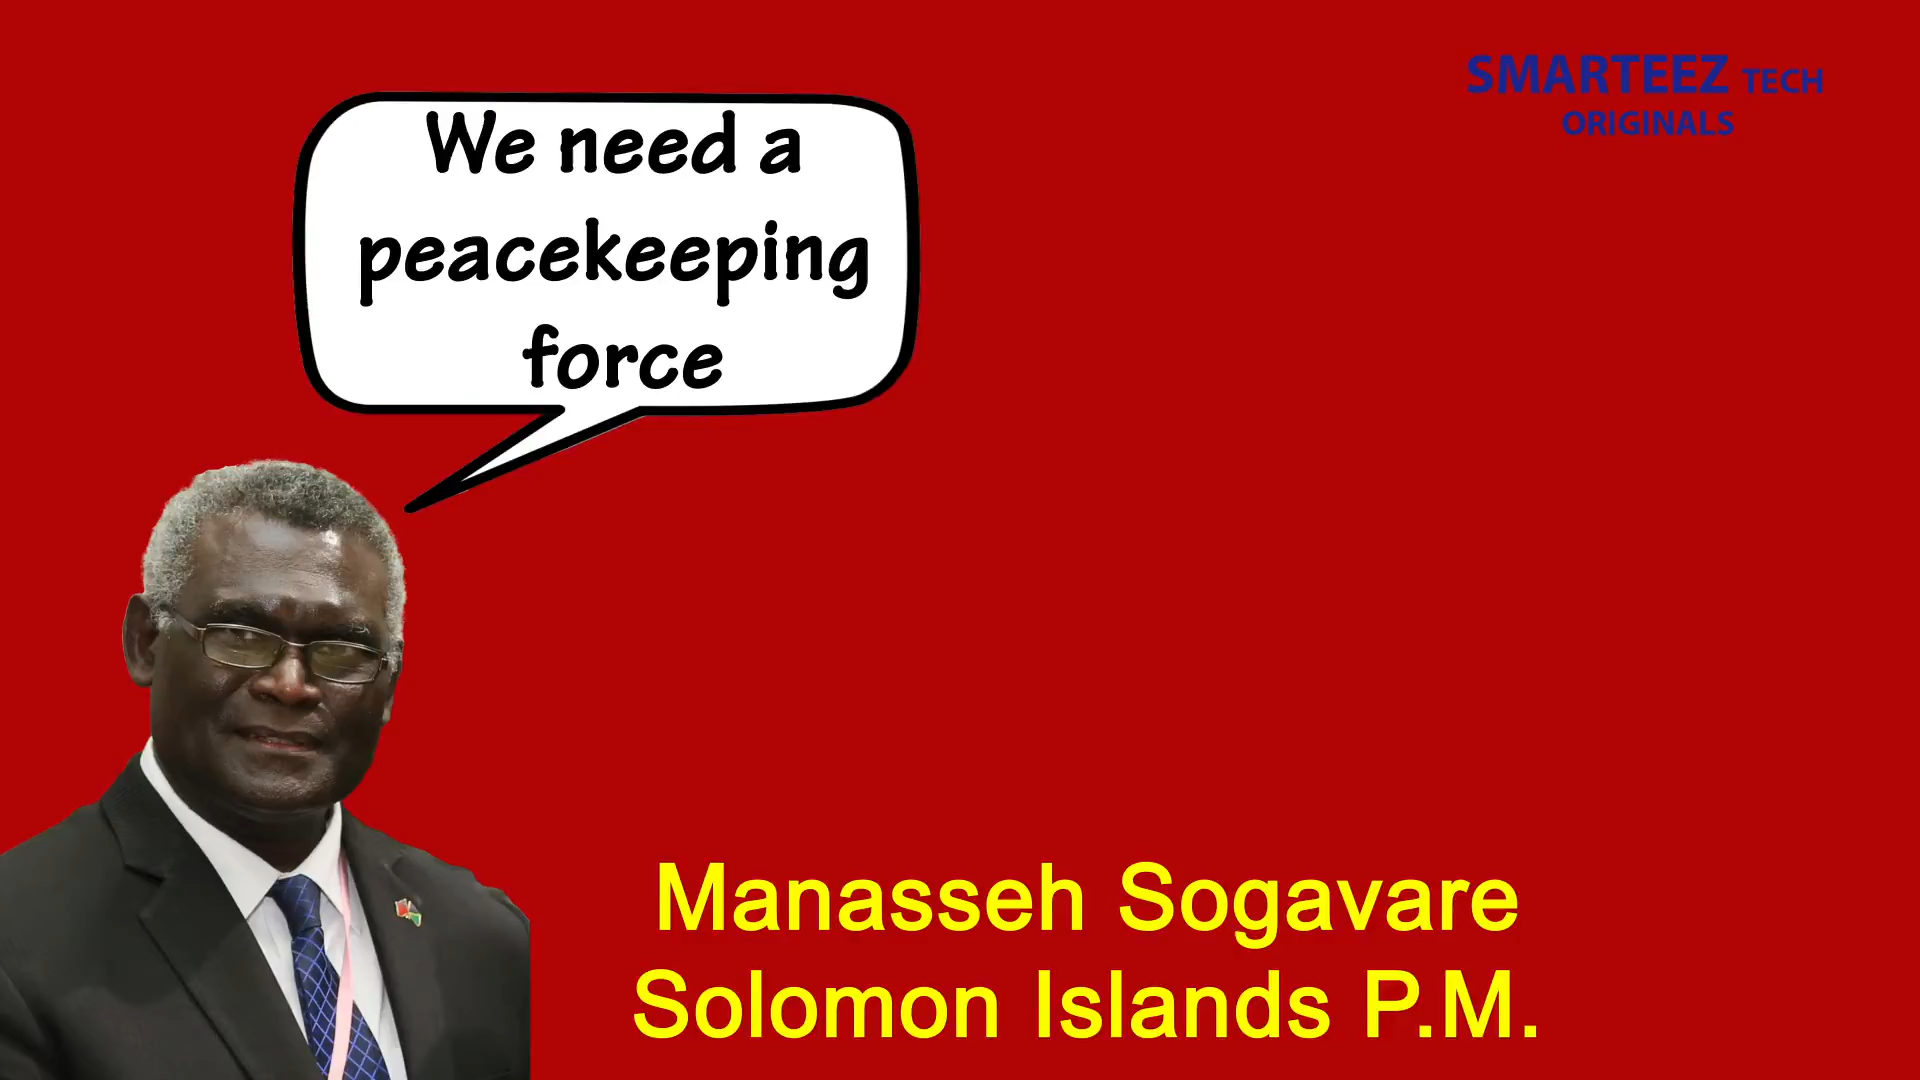 SMARTEEZ TECH
ORIGINALS
We need a
peacekeeping
force
Manasseh Sogavare
Solomon Islands P.M.